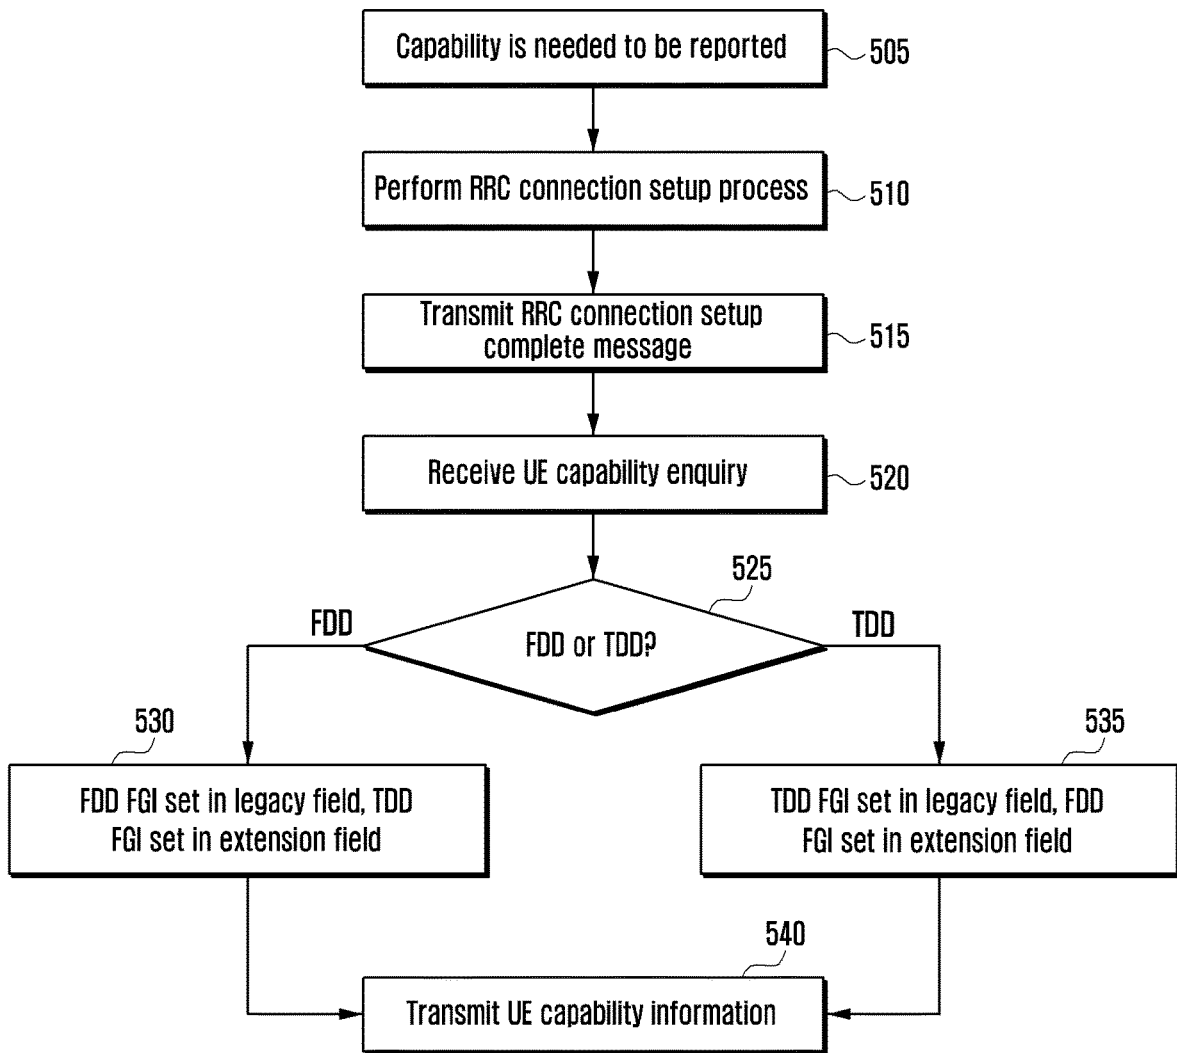 Capability is needed to be reported
505
Perform RRC connection setup process
510
Transmit RRC connection setup
complete message
515
Receive UE capability enquiry
520
525
FDD
FDD or TDD?
TDD
530
FDD FGI set in legacy field, TDD
FGI set in extension field
535
TDD FGI set in legacy field, FDD
FGI set in extension field
540
Transmit UE capability information